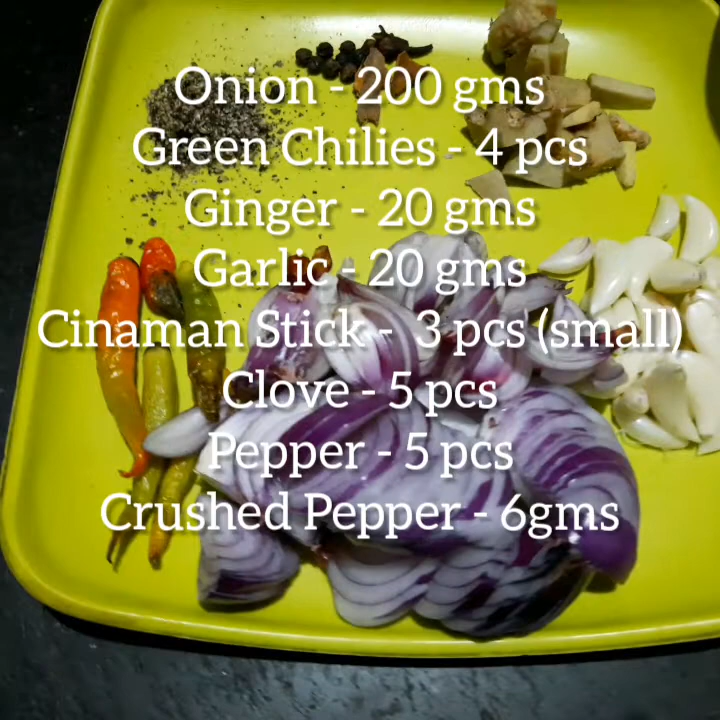 Onion - 200 gms
Green Chilies - 4 pcs
Ginger - 20 gms
Garlic - 20 gms
Cinaman Stick - 3 pcs (small)
Clove - 5 pcs
Pepper - 5 pcs
Crushed Pepper - 6gms